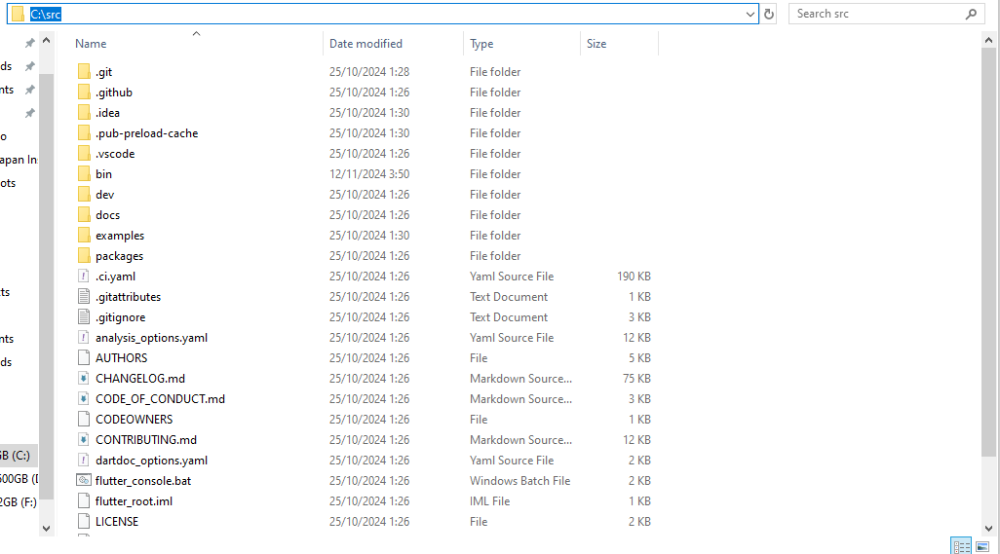 C:\src
Search src
Name Date modified Type Size
.git 25/10/2024 1:28 File folder
ds .github 25/10/2024 1:26 File folder
nts .idea 25/10/2024 1:30 File folder
.pub-preload-cache 25/10/2024 1:30 File folder
o
.vscode 25/10/2024 1:26 File folder
apan In
bin 12/11/2024 3:50 File folder
ots
dev 25/10/2024 1:26 File folder
docs 25/10/2024 1:26 File folder
examples 25/10/2024 1:30 File folder
packages 25/10/2024 1:26 File folder
.ci.yaml 25/10/2024 1:26 Yaml Source File 190 KB
cts
.gitattributes 25/10/2024 1:26 Text Document 1 KB
.gitignore 25/10/2024 1:26 Text Document 3 KB
nts
analysis_options.yaml 25/10/2024 1:26 Yaml Source File 12 KB
ds
AUTHORS 25/10/2024 1:26 File 5 KB
CHANGELOG.md 25/10/2024 1:26 Markdown Source... 75 KB
CODE_OF_CONDUCT.md 25/10/2024 1:26 Markdown Source... 3 KB
CODEOWNERS 25/10/2024 1:26 File 1 KB
CONTRIBUTING.md 25/10/2024 1:26 Markdown Source... 12 KB
GB (C:)
dartdoc_options.yaml 25/10/2024 1:26 Yaml Source File 2 KB
500GB (D
flutter_console.bat 25/10/2024 1:26 Windows Batch File 2 KB
2GB (F:)
flutter_root.iml 25/10/2024 1:26 IML File 1 KB
LICENSE 25/10/2024 1:26 File 2 KB